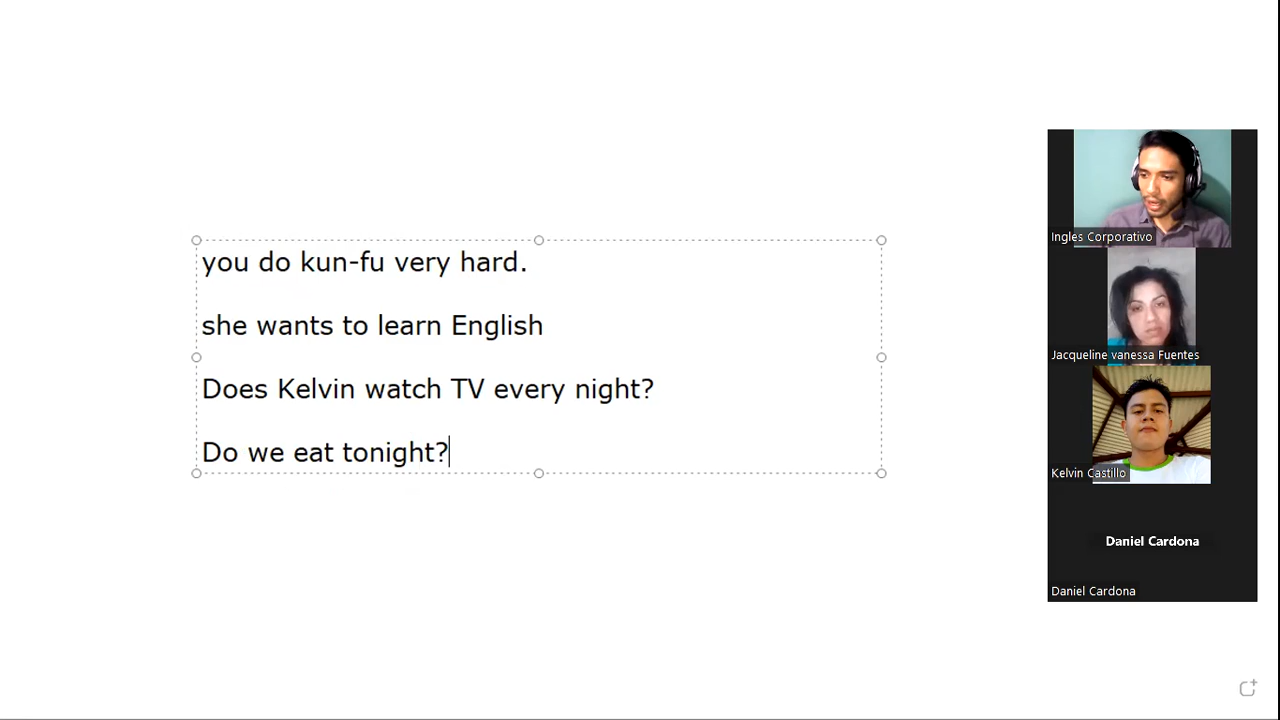 you do kun-fu very hard.
she wants to learn English
Does Kelvin watch TV every night?
Do we eat tonight?
Ingles Corporativo
Jacqueline vanessa Fuentes
Kelvin Castillo
Daniel Cardona
Daniel Cardona